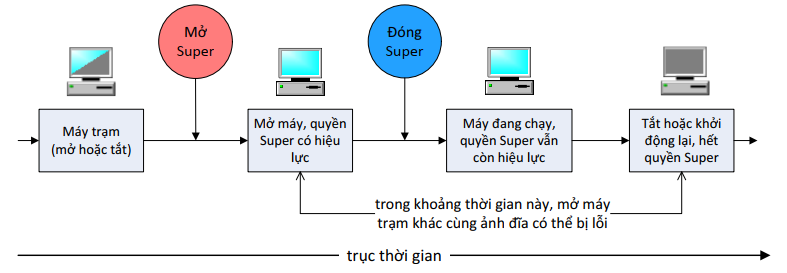 Mở
Super
Đóng
Super
Máy trạm
(mở hoặc tắt)
Mở máy, quyền
Super có hiệu
lực
Máy đang chạy,
quyền Super vẫn
còn hiệu lực
Tắt hoặc khởi
động lại, hết
quyền Super
trong khoảng thời gian này, mở máy
trạm khác cùng ảnh đĩa có thể bị lỗi
trục thời gian